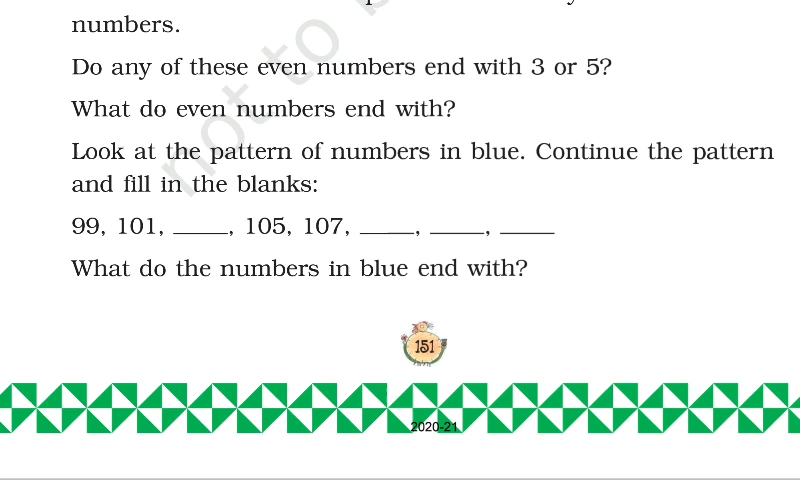 numbers.
Do any of these even numbers end with 3 or 5?
What do even numbers end with?
Look at the pattern of numbers in blue. Continue the pattern
and fill in the blanks:
99, 101, ____, 105, 107, ____, ____, ____
What do the numbers in blue end with?
151
2020-21
not to b